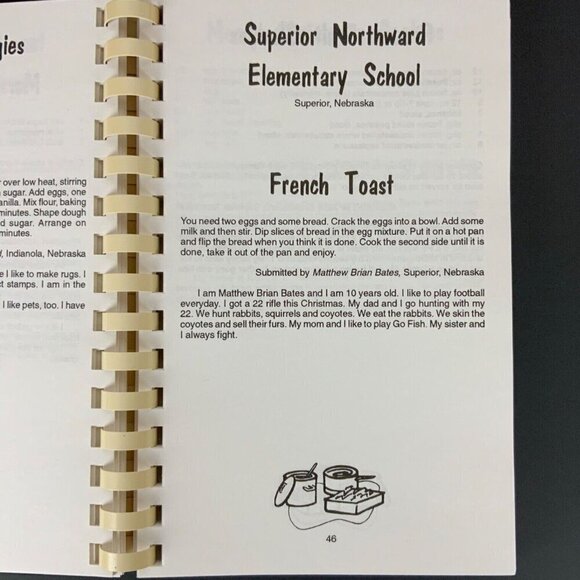 gies
over low heat, stirring
sugar. Add eggs, one
anilla. Mix flour, baking
minutes. Shape dough
d sugar. Arrange on
minutes.
Indianola, Nebraska
e I like to make rugs. I
ct stamps. I am in the
I like pets, too. I have
Superior Northward
Elementary School
Superior, Nebraska
French Toast
You need two eggs and some bread. Crack the eggs into a bowl. Add some
milk and then stir. Dip slices of bread in the egg mixture. Put it on a hot pan
and flip the bread when you think it is done. Cook the second side until it is
done, take it out of the pan and enjoy.
Submitted by Matthew Brian Bates, Superior, Nebraska
I am Matthew Brian Bates and I am 10 years old. I like to play football
everyday. I got a 22 rifle this Christmas. My dad and I go hunting with my
22. We hunt rabbits, squirrels and coyotes. We eat the rabbits. We skin the
coyotes and sell their furs. My mom and I like to play Go Fish. My sister and
I always fight.
46